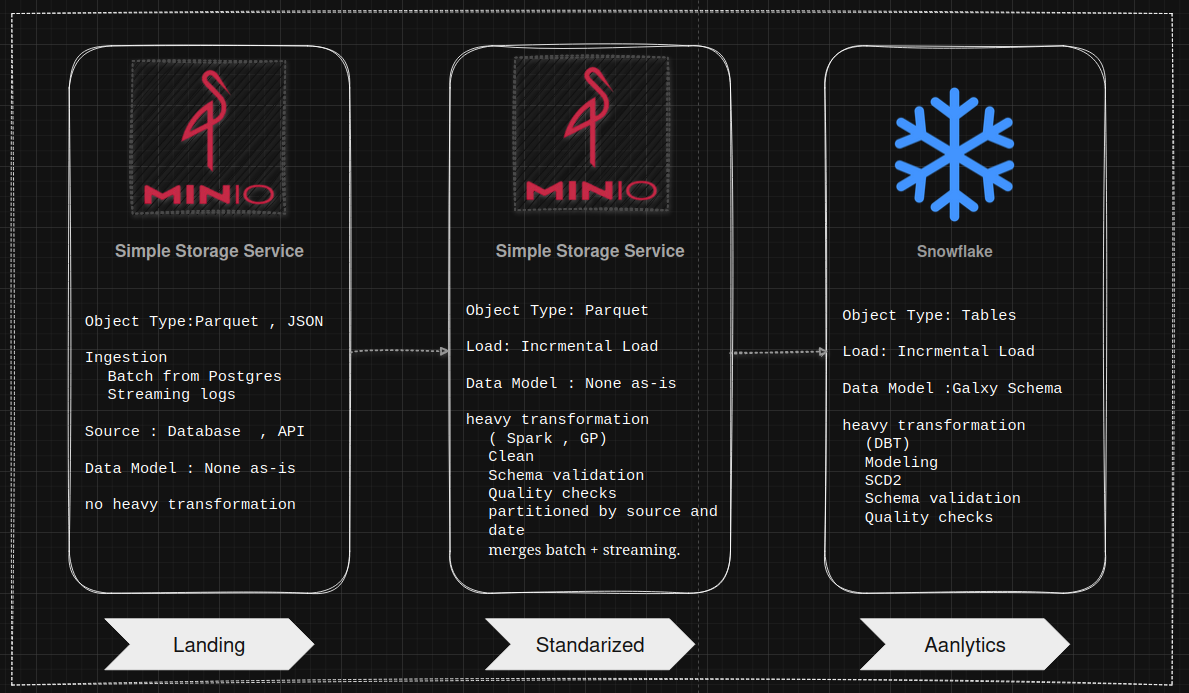 MINIO
Simple Storage Service
Object Type:Parquet , JSON
Ingestion
Batch from Postgres
Streaming logs
Source : Database , API
Data Model : None as-is
no heavy transformation
Landing
MINIO
Simple Storage Service
Object Type: Parquet
Load: Incrmental Load
Data Model : None as-is
heavy transformation
( Spark , GP)
Clean
Schema validation
Quality checks
partitioned by source and
date
merges batch + streaming.
Standarized
Snowflake
Object Type: Tables
Load: Incrmental Load
Data Model :Galxy Schema
heavy transformation
(DBT)
Modeling
SCD2
Schema validation
Quality checks
Aanlytics